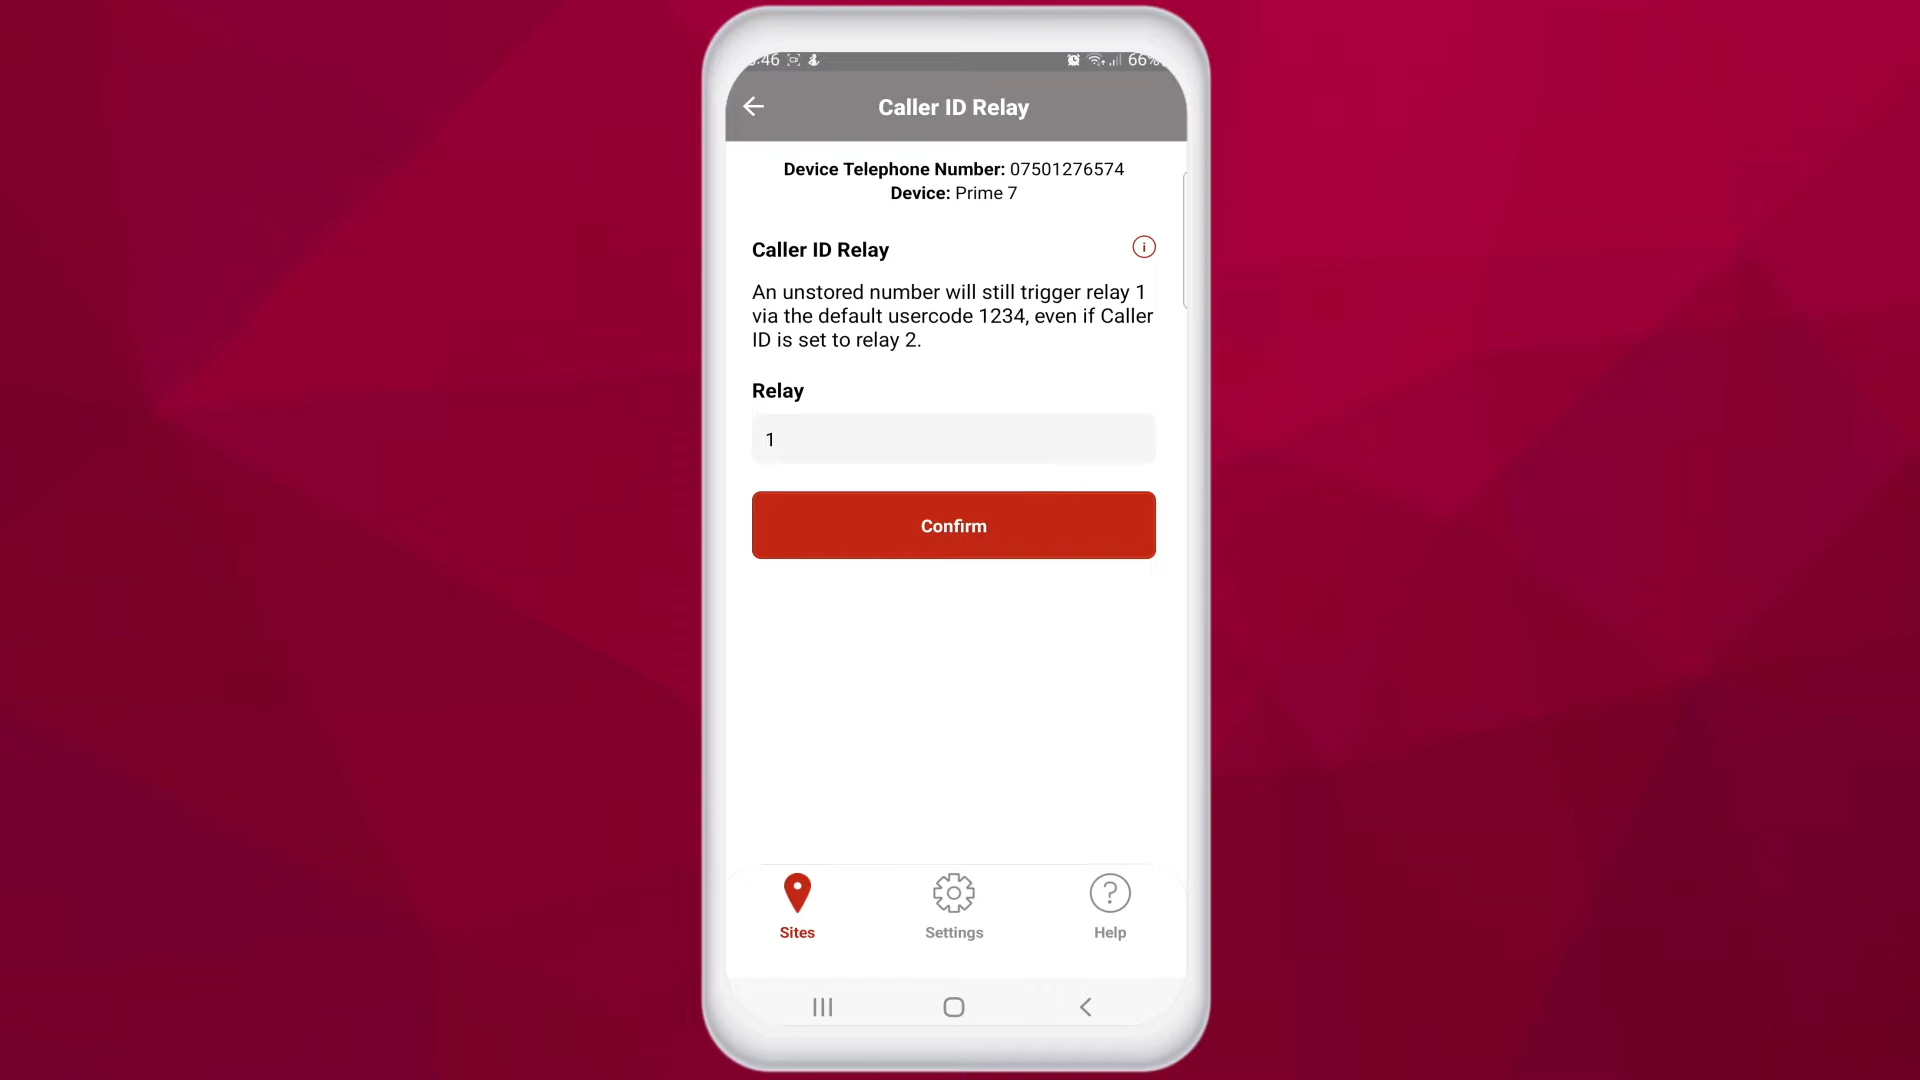 :46
66%
Caller ID Relay
Device Telephone Number: 07501276574
Device: Prime 7
Caller ID Relay
An unstored number will still trigger relay 1
via the default usercode 1234, even if Caller
ID is set to relay 2.
Relay
1
Confirm
Sites
Settings
Help